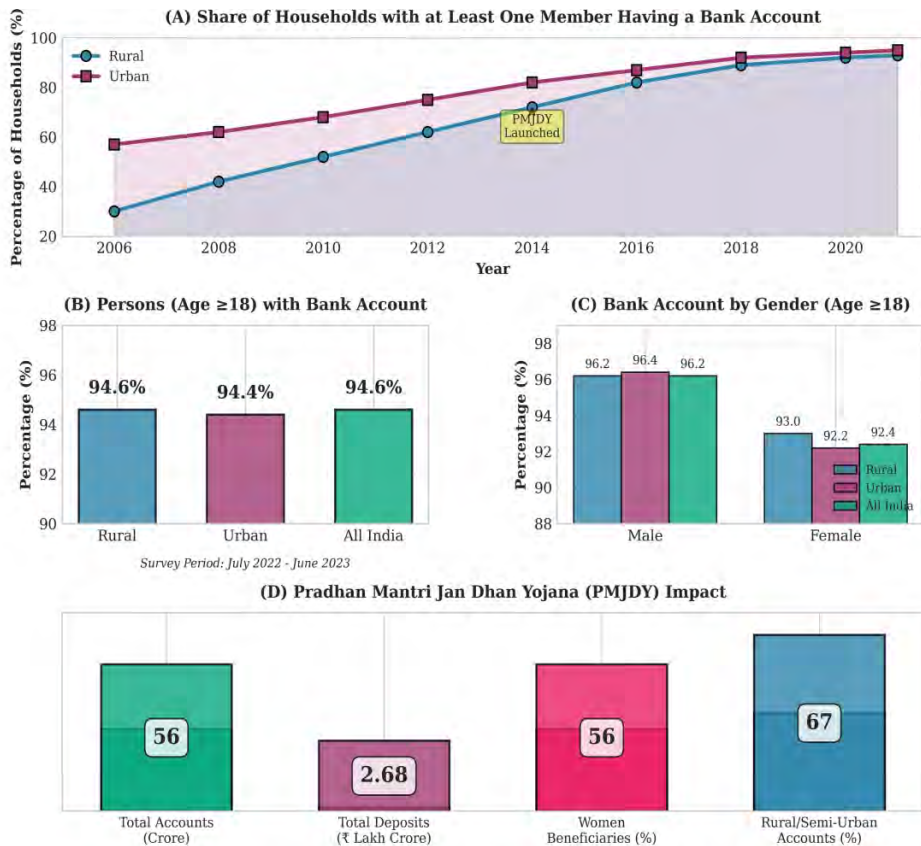 (A) Share of Households with at Least One Member Having a Bank Account
Percentage of Households (%)
100
80
60
40
20
Rural
Urban
PMJDY
Launched
2006 2008 2010 2012 2014 2016 2018 2020
Year
(B) Persons (Age ≥18) with Bank Account
Percentage (%)
98
96
94
92
90
94.6%
94.4%
94.6%
Rural Urban All India
Survey Period: July 2022 - June 2023
(C) Bank Account by Gender (Age ≥18)
Percentage (%)
98
96
94
92
90
88
96.2 96.4 96.2
93.0 92.2 92.4
Rural
Urban
All India
Male Female
(D) Pradhan Mantri Jan Dhan Yojana (PMJDY) Impact
56
2.68
56
67
Total Accounts
(Crore)
Total Deposits
(₹ Lakh Crore)
Women
Beneficiaries (%)
Rural/Semi-Urban
Accounts (%)